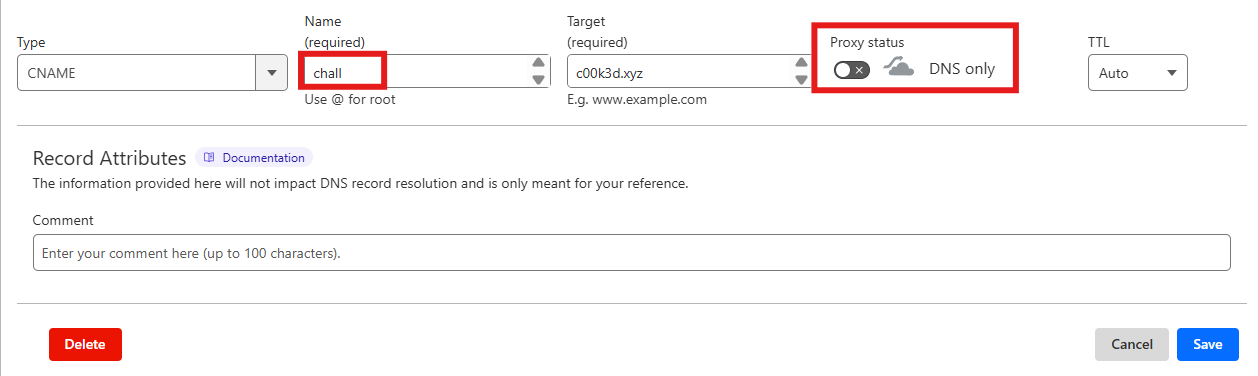 Type
Name
(required)
Target
(required)
Proxy status
TTL
CNAME
chall
c00k3d.xyz
DNS only
Auto
Use @ for root
E.g. www.example.com
Record Attributes
Documentation
The information provided here will not impact DNS record resolution and is only meant for your reference.
Comment
Enter your comment here (up to 100 characters).
Delete
Cancel
Save